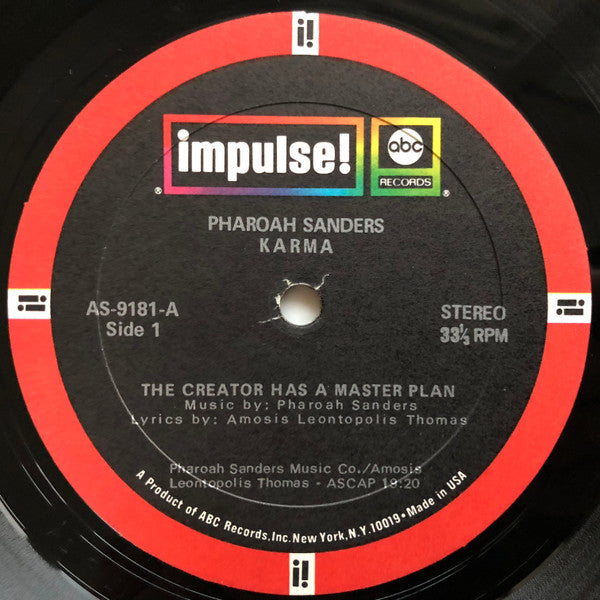 i!
impulse!
abc
RECORDS
®
®
PHAROAH SANDERS
KARMA
AS-9181-A
Side 1
STEREO
33⅓ RPM
i!
i!
THE CREATOR HAS A MASTER PLAN
Music by: Pharoah Sanders
Lyrics by: Amosis Leontopolis Thomas
Pharoah Sanders Music Co./Amosis
Leontopolis Thomas - ASCAP 19:20
A Product of ABC Records, Inc. New York, N.Y. 10019 • Made in USA
i!